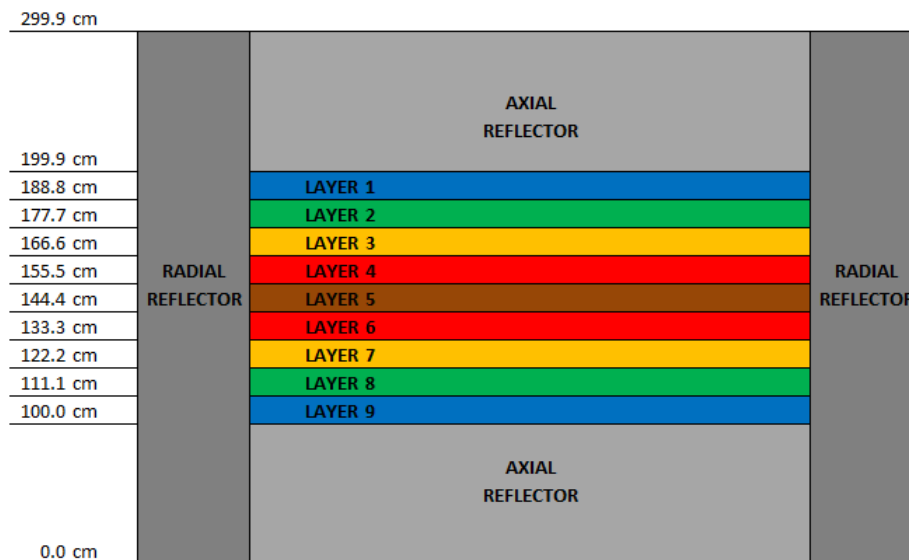 299.9 cm
AXIAL
REFLECTOR
199.9 cm
188.8 cm
LAYER 1
177.7 cm
LAYER 2
166.6 cm
LAYER 3
155.5 cm
RADIAL
LAYER 4
RADIAL
144.4 cm
REFLECTOR
LAYER 5
REFLECTOR
133.3 cm
LAYER 6
122.2 cm
LAYER 7
111.1 cm
LAYER 8
100.0 cm
LAYER 9
AXIAL
REFLECTOR
0.0 cm